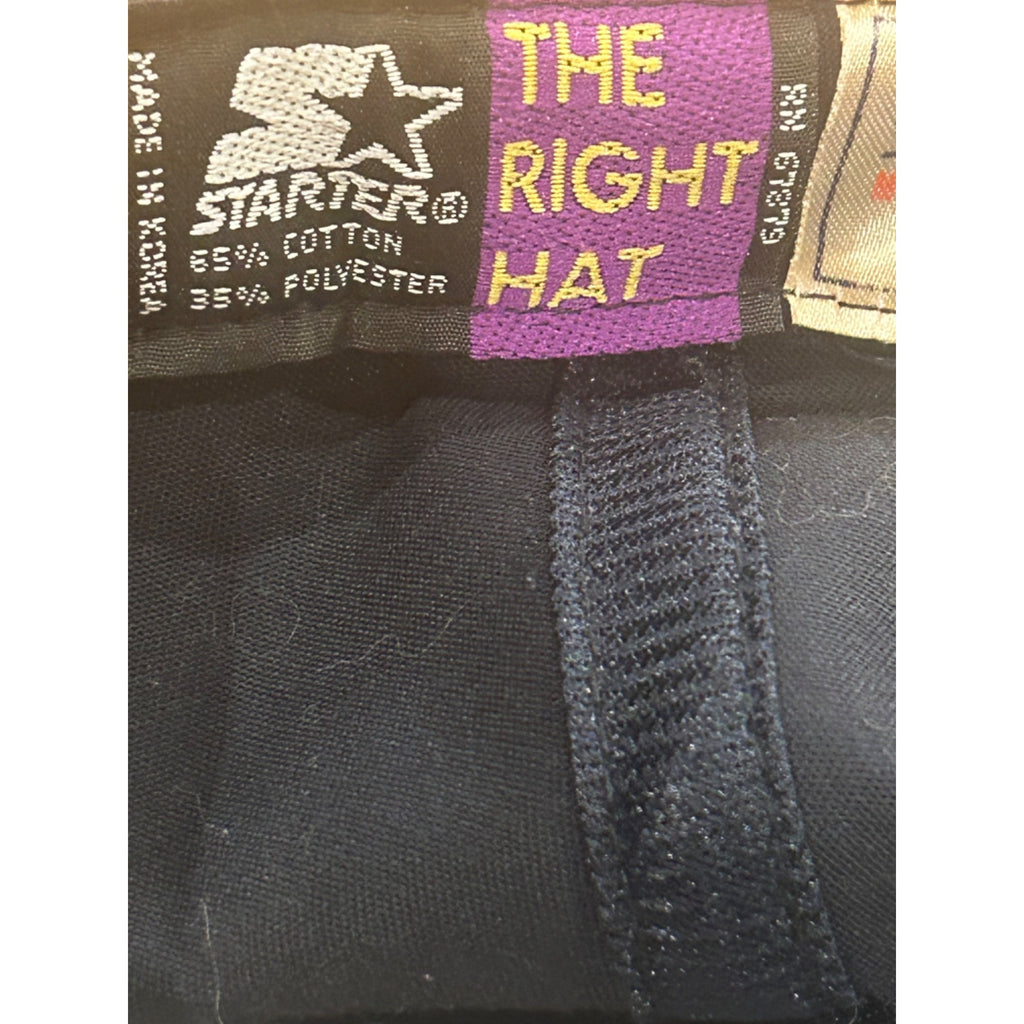 MADE IN KOREA
STARTER®
65% COTTON
35% POLYESTER
THE
RIGHT
HAT
RN 67879